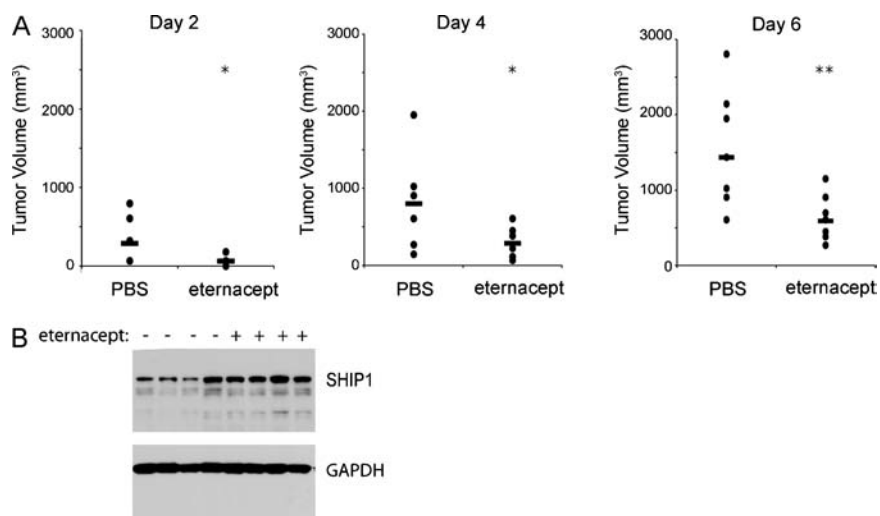 A
Day 2
Tumor Volume (mm³)
3000
2000
1000
0
*
PBS
eternacept
Day 4
Tumor Volume (mm³)
3000
2000
1000
0
*
PBS
eternacept
Day 6
Tumor Volume (mm³)
3000
2000
1000
0
**
PBS
eternacept
B
eternacept: - - - - + + + +
SHIP1
GAPDH